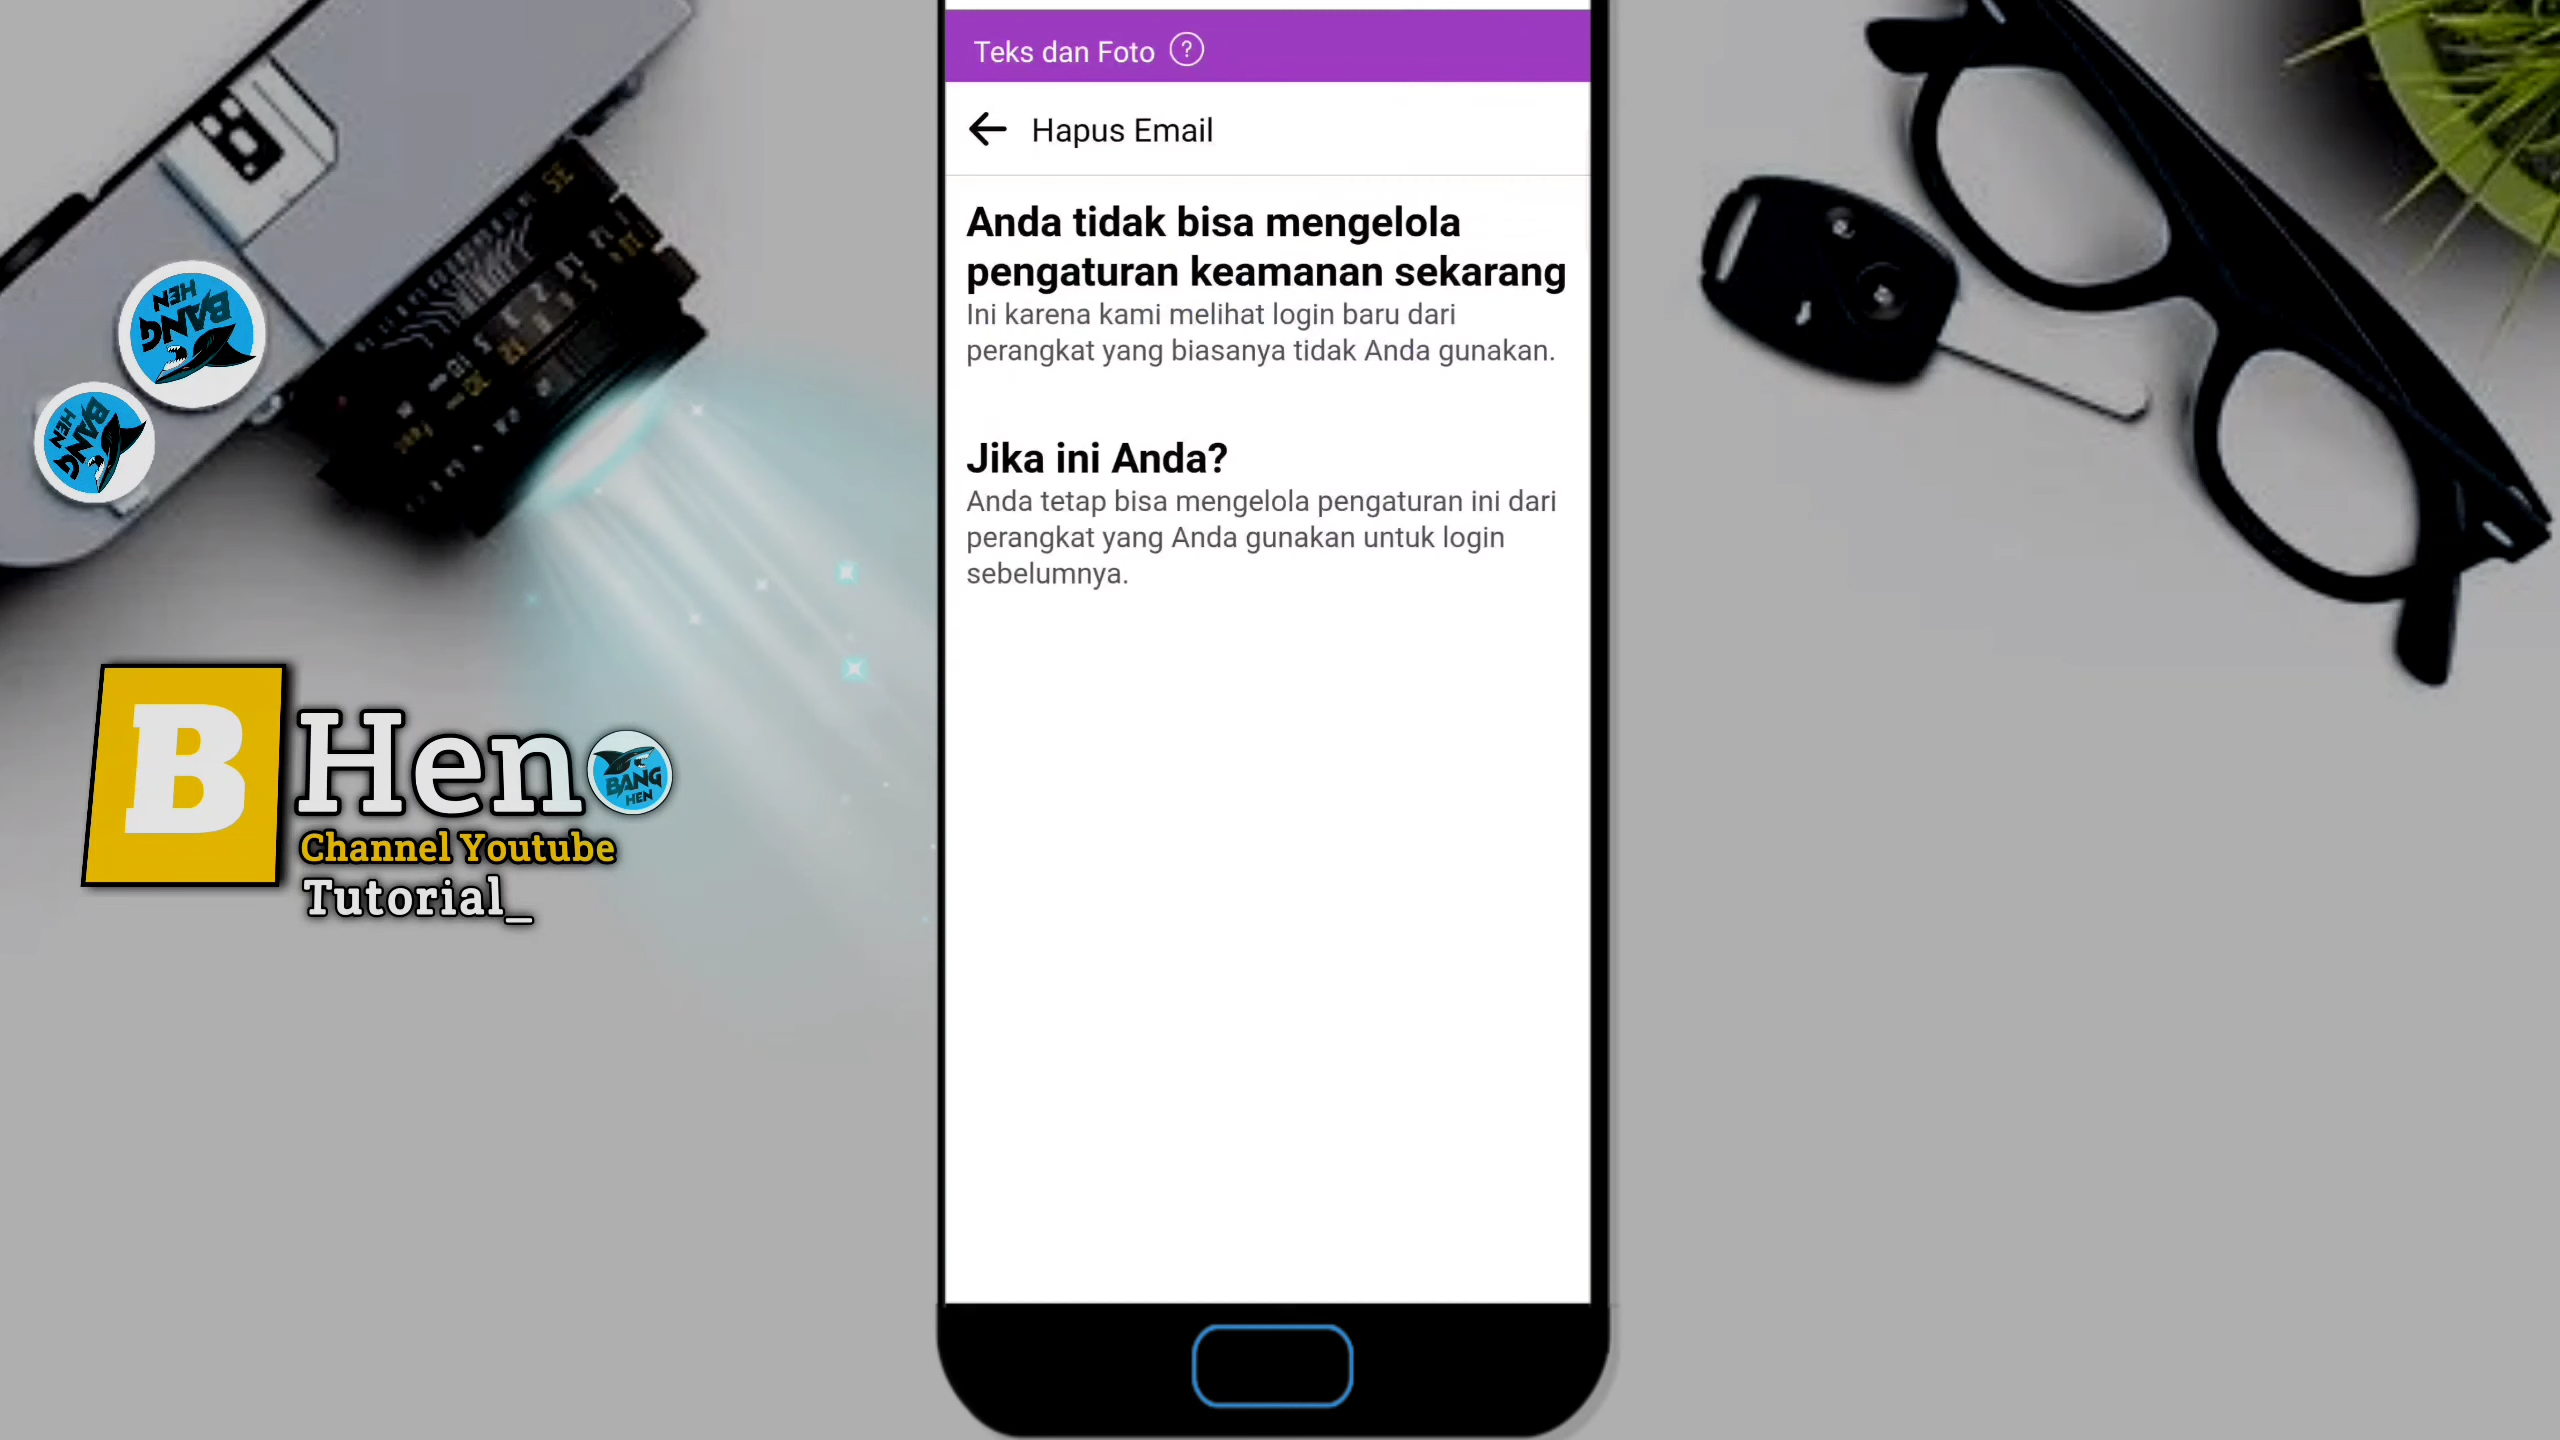 Teks dan Foto ?
Hapus Email
Anda tidak bisa mengelola
pengaturan keamanan sekarang
Ini karena kami melihat login baru dari
perangkat yang biasanya tidak Anda gunakan.
Jika ini Anda?
Anda tetap bisa mengelola pengaturan ini dari
perangkat yang Anda gunakan untuk login
sebelumnya.
BANG
HEN
BANG
HEN
B Hen
BANG
HEN
Channel Youtube
Tutorial_